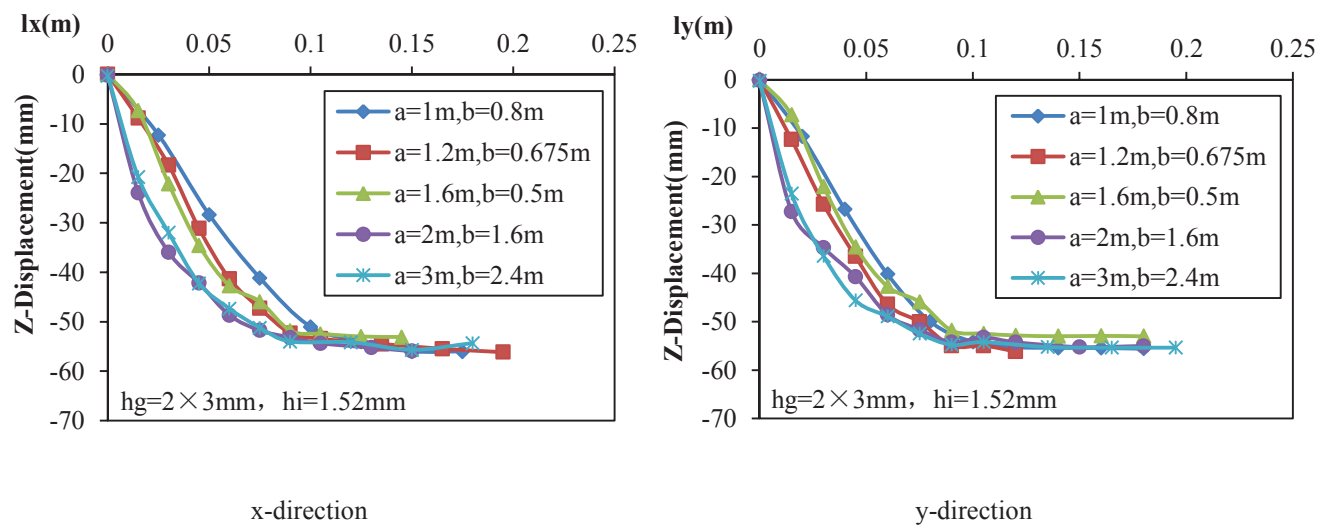 lx(m)
0 0.05 0.1 0.15 0.2 0.25
0
-10
-20
-30
-40
-50
-60
-70
Z-Displacement(mm)
a=1m,b=0.8m
a=1.2m,b=0.675m
a=1.6m,b=0.5m
a=2m,b=1.6m
a=3m,b=2.4m
hg=2×3mm，hi=1.52mm
x-direction
ly(m)
0 0.05 0.1 0.15 0.2 0.25
0
-10
-20
-30
-40
-50
-60
-70
Z-Displacement(mm)
a=1m,b=0.8m
a=1.2m,b=0.675m
a=1.6m,b=0.5m
a=2m,b=1.6m
a=3m,b=2.4m
hg=2×3mm，hi=1.52mm
y-direction